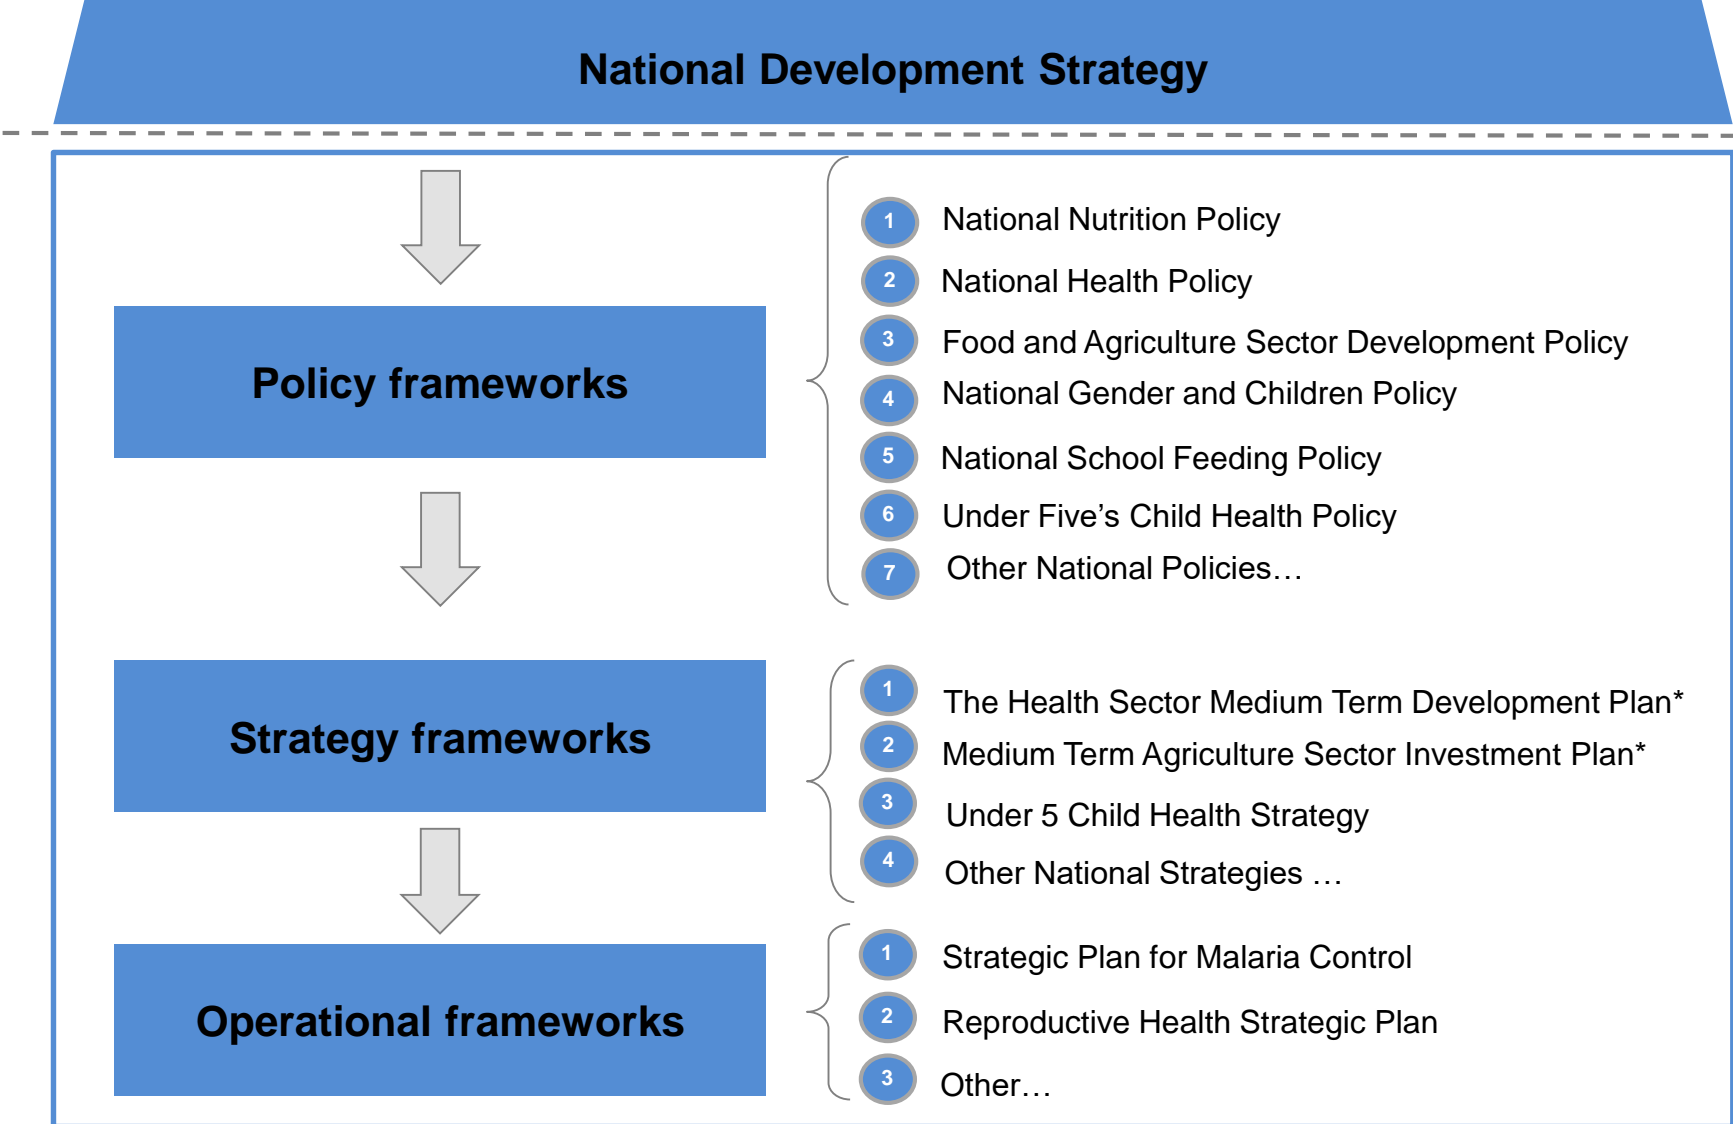 National Development Strategy
Policy frameworks
1 National Nutrition Policy
2 National Health Policy
3 Food and Agriculture Sector Development Policy
4 National Gender and Children Policy
5 National School Feeding Policy
6 Under Five’s Child Health Policy
7 Other National Policies…
Strategy frameworks
1 The Health Sector Medium Term Development Plan*
2 Medium Term Agriculture Sector Investment Plan*
3 Under 5 Child Health Strategy
4 Other National Strategies …
Operational frameworks
1 Strategic Plan for Malaria Control
2 Reproductive Health Strategic Plan
3 Other…